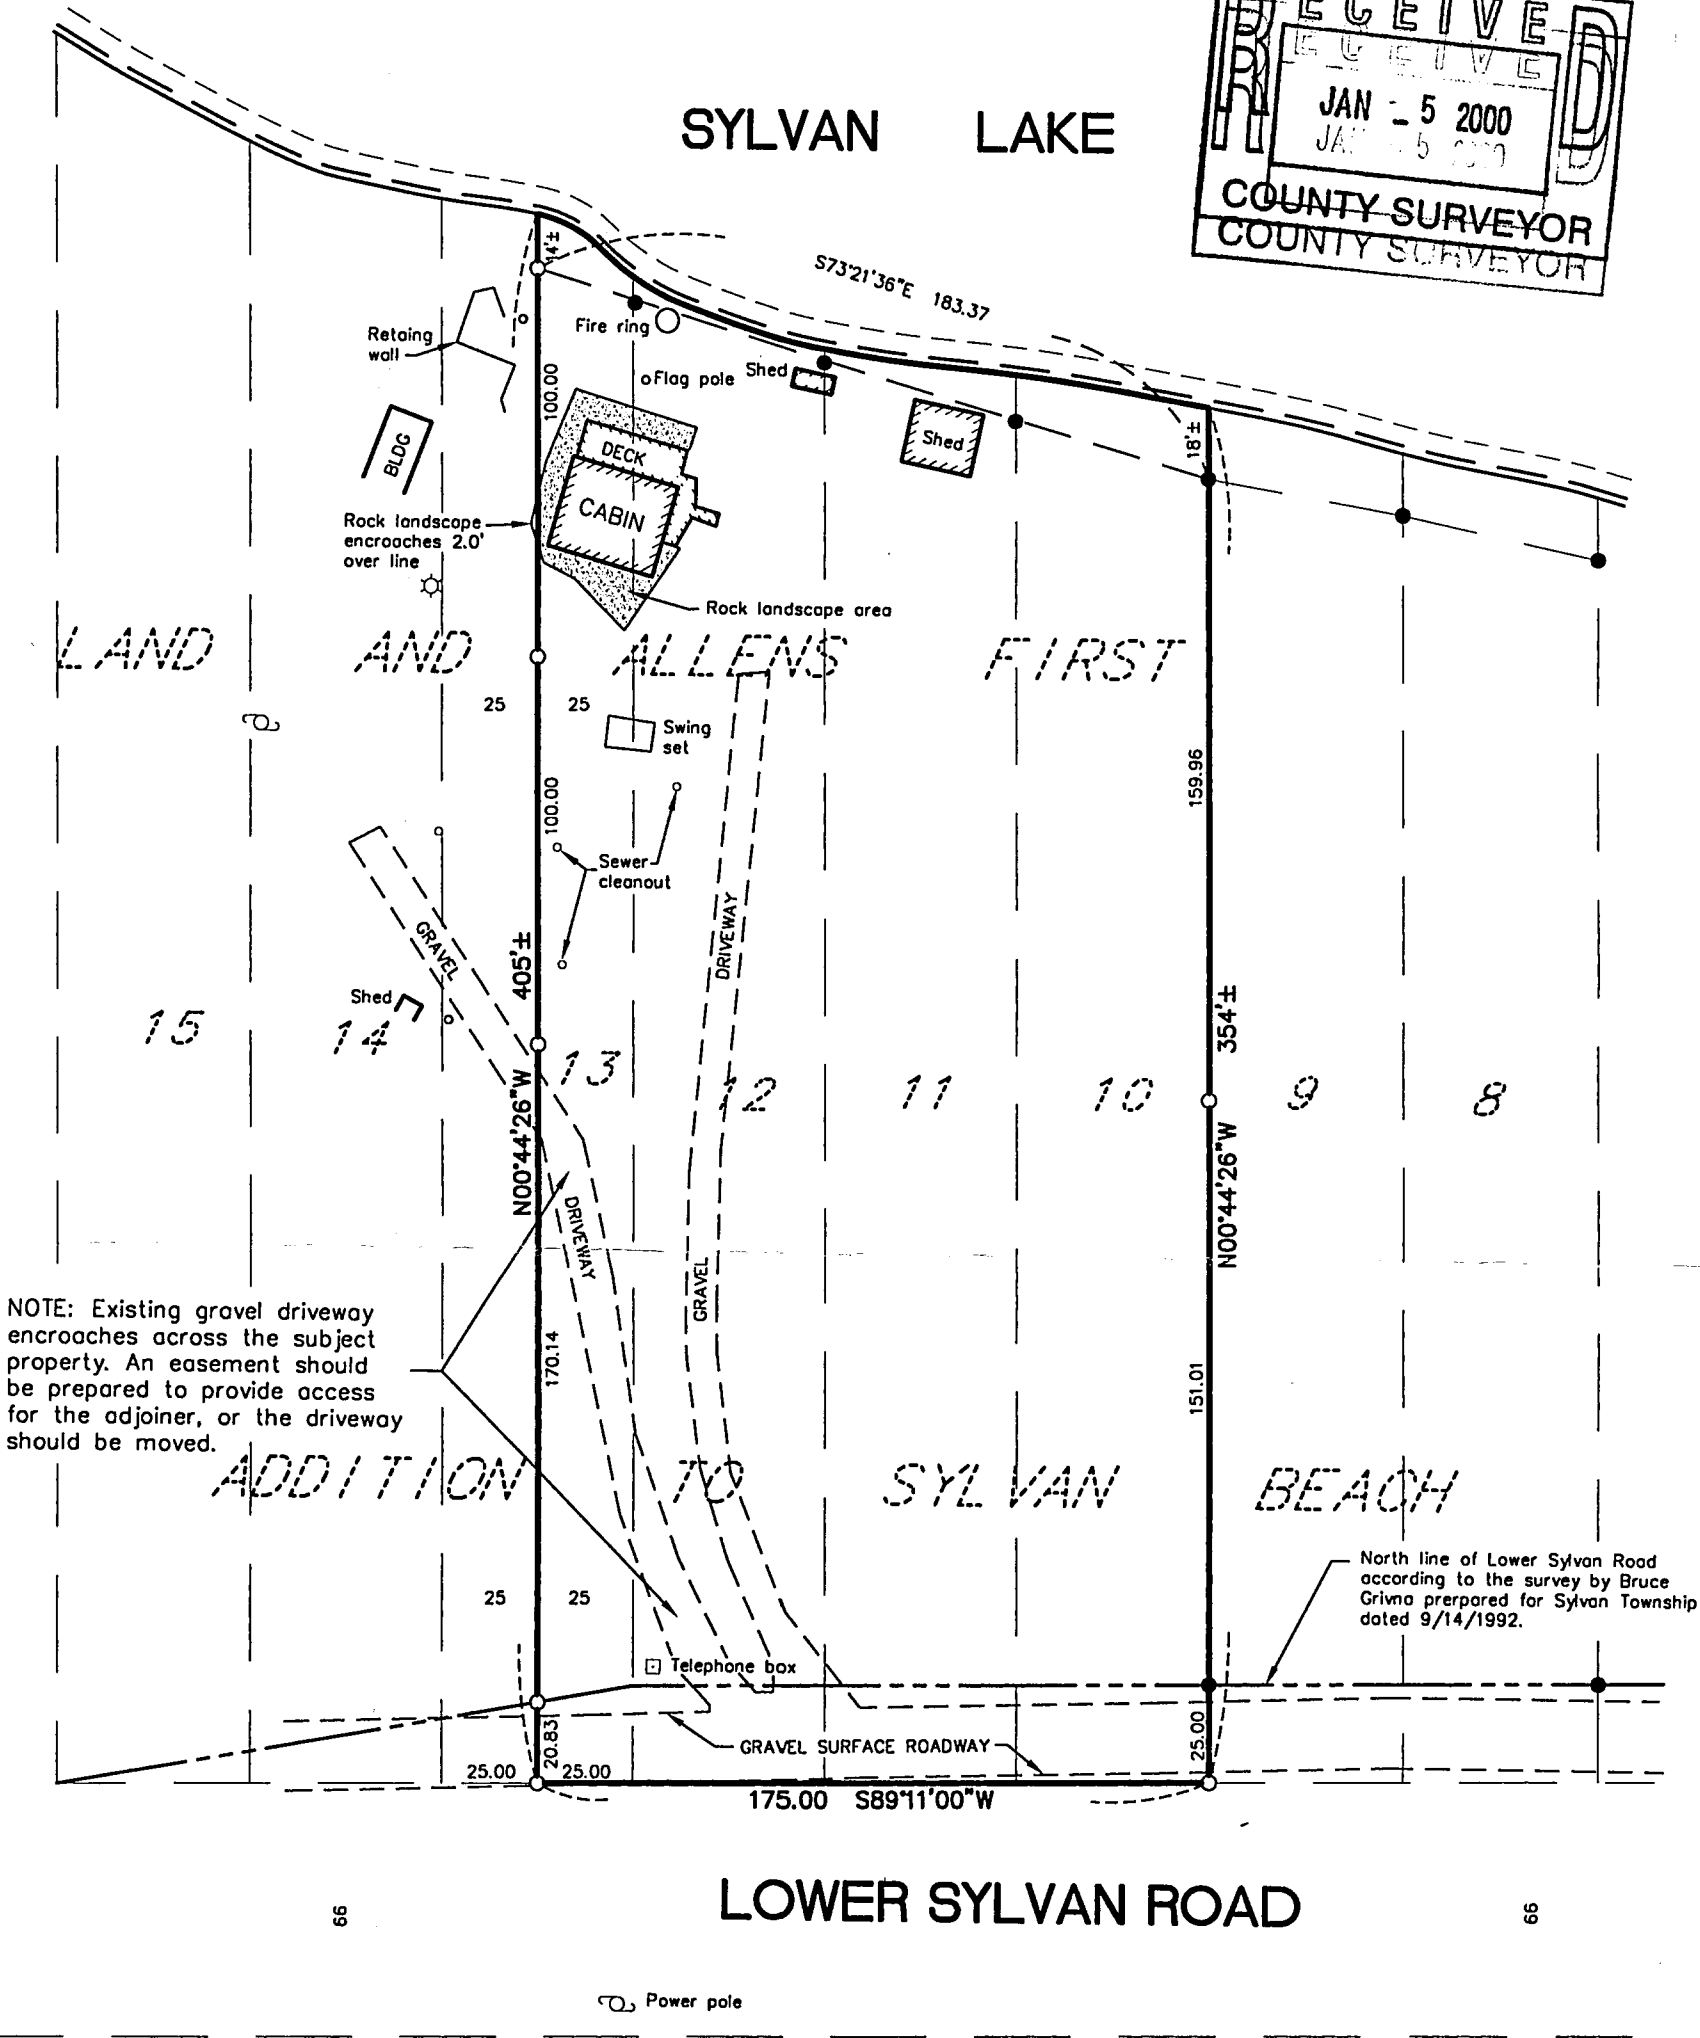 RECEIVED
ECEIVE
JAN - 5 2000
JAN - 5 2000
COUNTY SURVEYOR
COUNTY SURVEYOR
SYLVAN LAKE
S73°21'36"E 183.37
14'±
Retaing
wall
Fire ring
Flag pole
Shed
18'±
100.00
BLDG
DECK
CABIN
Shed
Rock landscape
encroaches 2.0'
over line
Rock landscape area
LAND AND ALLENS FIRST
25 25
Swing
set
159.96
100.00
Sewer
cleanout
GRAVEL
DRIVEWAY
405'±
354'±
Shed
15 14 13 12 11 10 9 8
N00°44'26"W
N00°44'26"W
DRIVEWAY
GRAVEL
NOTE: Existing gravel driveway
encroaches across the subject
property. An easement should
be prepared to provide access
for the adjoiner, or the driveway
should be moved.
170.14
151.01
ADDITION TO SYLVAN BEACH
North line of Lower Sylvan Road
according to the survey by Bruce
Grivna prerpared for Sylvan Township
dated 9/14/1992.
25 25
Telephone box
20.83
25.00
GRAVEL SURFACE ROADWAY
25.00 25.00
175.00 S89°11'00"W
LOWER SYLVAN ROAD
66
66
Power pole